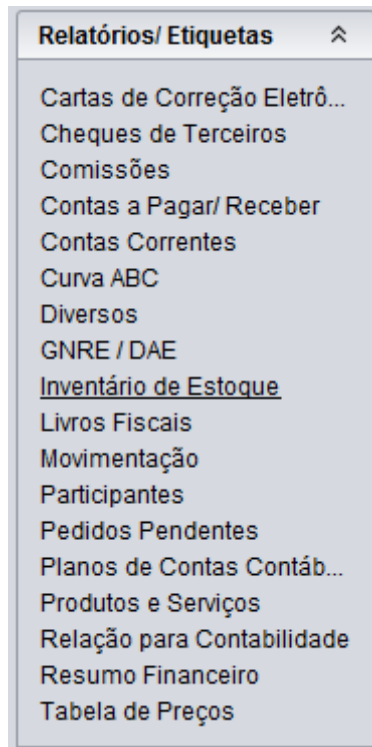 Relatórios/ Etiquetas
Cartas de Correção Eletrô...
Cheques de Terceiros
Comissões
Contas a Pagar/ Receber
Contas Correntes
Curva ABC
Diversos
GNRE / DAE
Inventário de Estoque
Livros Fiscais
Movimentação
Participantes
Pedidos Pendentes
Planos de Contas Contáb...
Produtos e Serviços
Relação para Contabilidade
Resumo Financeiro
Tabela de Preços